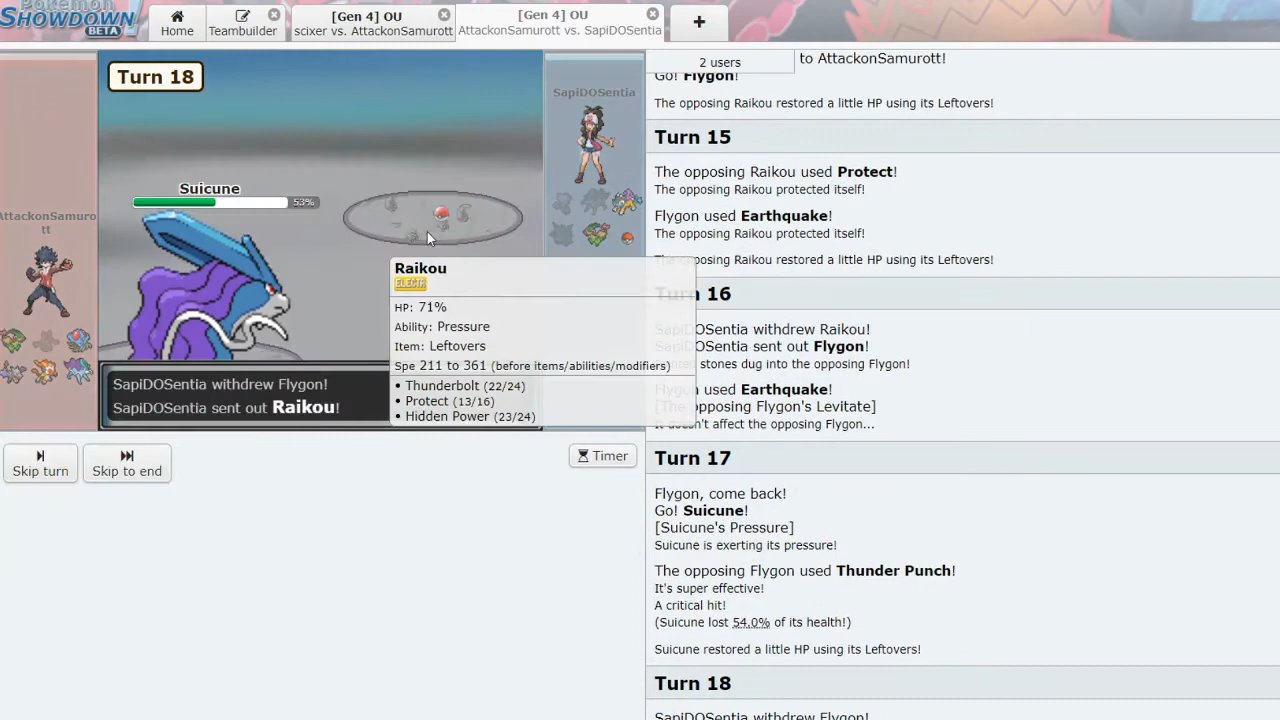 Pokémon
SHOWDOWN
BETA
Home
Teambuilder
[Gen 4] OU
scixer vs. AttackonSamurott
[Gen 4] OU
AttackonSamurott vs. SapiDOSentia
+
Turn 18
AttackonSamuro
tt
SapiDOSentia
Suicune
53%
Raikou
ELECTR
HP: 71%
Ability: Pressure
Item: Leftovers
Spe 211 to 361 (before items/abilities/modifiers)
• Thunderbolt (22/24)
• Protect (13/16)
• Hidden Power (23/24)
SapiDOSentia withdrew Flygon!
SapiDOSentia sent out Raikou!
Skip turn
Skip to end
Timer
2 users
to AttackonSamurott!
Go! Flygon!
The opposing Raikou restored a little HP using its Leftovers!
Turn 15
The opposing Raikou used Protect!
The opposing Raikou protected itself!
Flygon used Earthquake!
The opposing Raikou protected itself!
The opposing Raikou restored a little HP using its Leftovers!
Turn 16
SapiDOSentia withdrew Raikou!
SapiDOSentia sent out Flygon!
nted stones dug into the opposing Flygon!
Flygon used Earthquake!
[The opposing Flygon's Levitate]
It doesn't affect the opposing Flygon...
Turn 17
Flygon, come back!
Go! Suicune!
[Suicune's Pressure]
Suicune is exerting its pressure!
The opposing Flygon used Thunder Punch!
It's super effective!
A critical hit!
(Suicune lost 54.0% of its health!)
Suicune restored a little HP using its Leftovers!
Turn 18
SapiDOSentia withdrew Flygon!